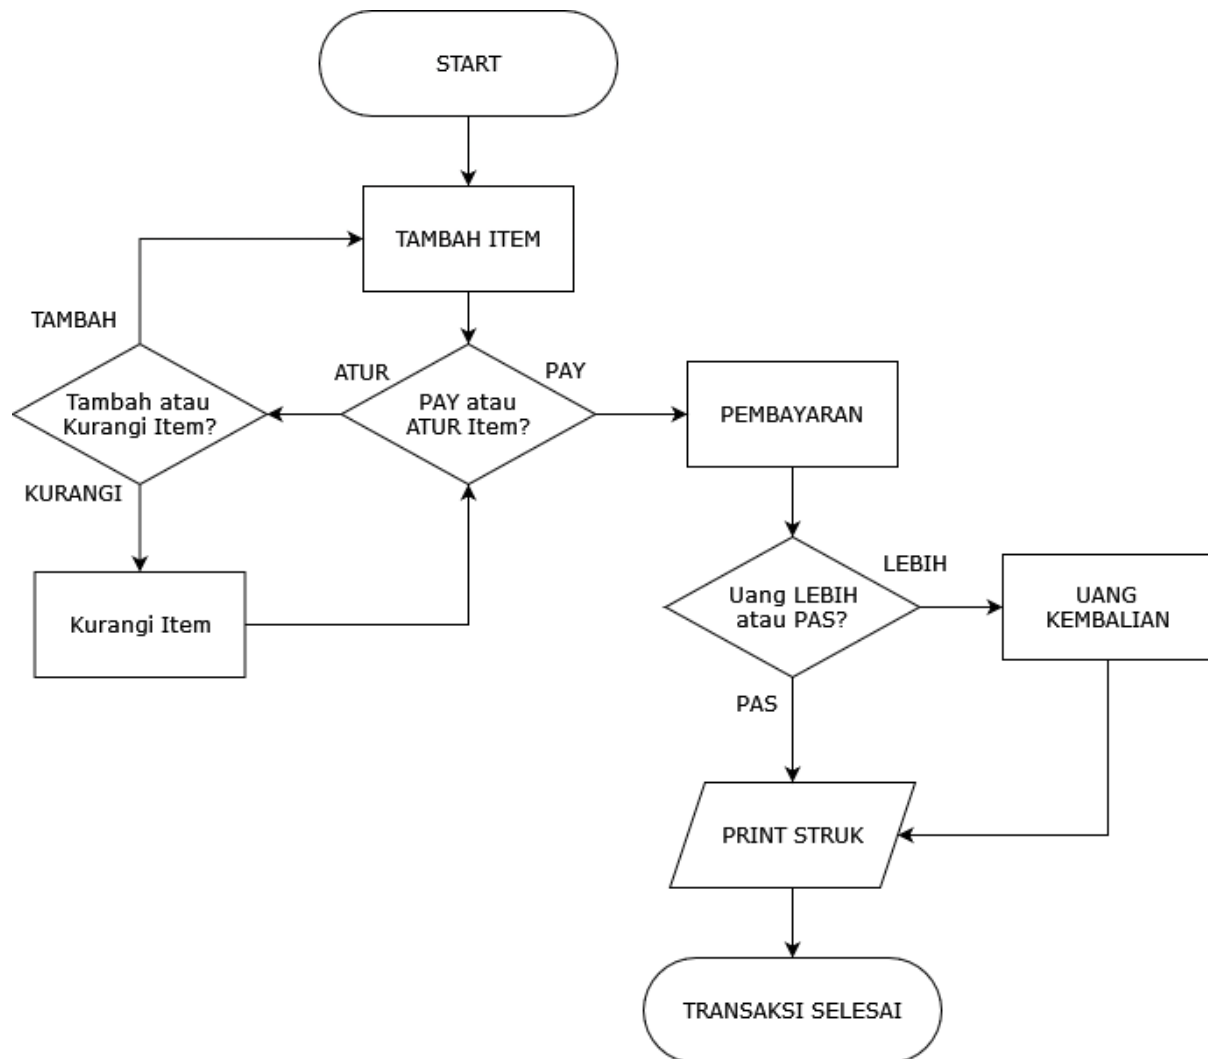 START
TAMBAH ITEM
TAMBAH
ATUR
PAY
Tambah atau
Kurangi Item?
PAY atau
ATUR Item?
PEMBAYARAN
KURANGI
Kurangi Item
LEBIH
Uang LEBIH
atau PAS?
UANG
KEMBALIAN
PAS
PRINT STRUK
TRANSAKSI SELESAI